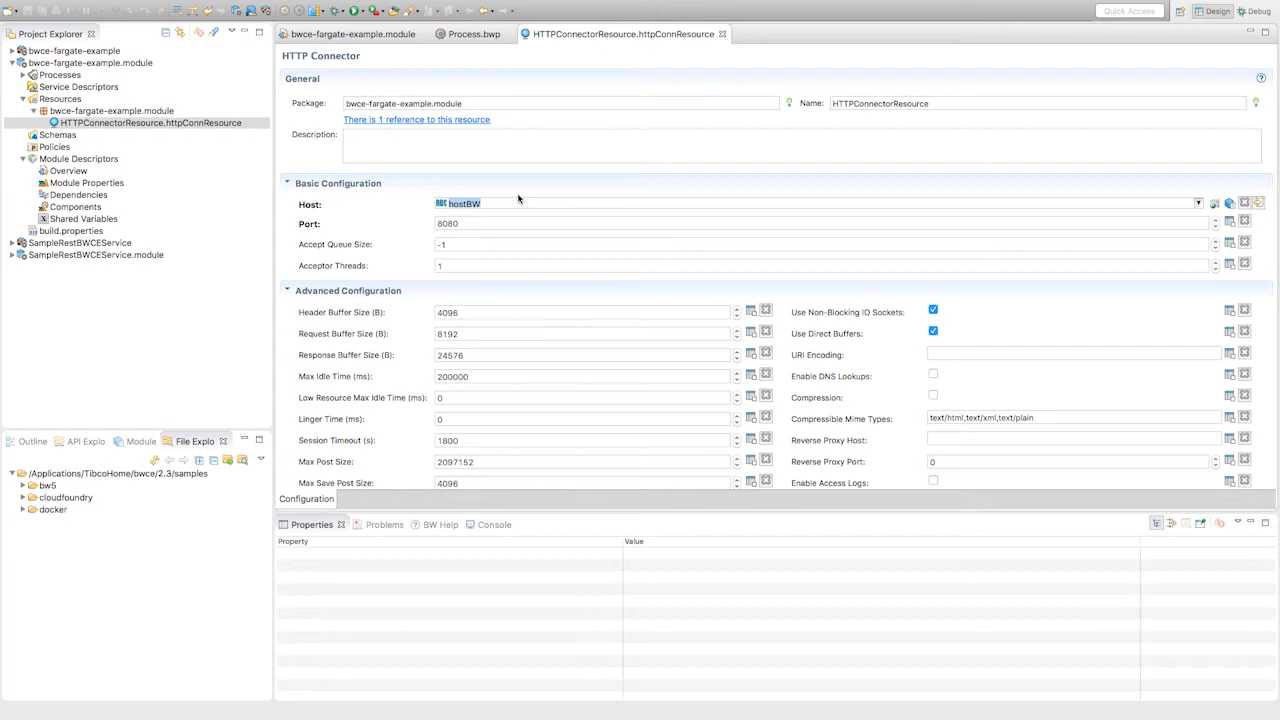 Quick Access
Design
Debug
Project Explorer
bwce-fargate-example
bwce-fargate-example.module
Processes
Service Descriptors
Resources
bwce-fargate-example.module
HTTPConnectorResource.httpConnResource
Schemas
Policies
Module Descriptors
Overview
Module Properties
Dependencies
Components
Shared Variables
build.properties
SampleRestBWCEService
SampleRestBWCEService.module
Outline
API Explo
Module
File Explo
/Applications/TibcoHome/bwce/2.3/samples
bw5
cloudfoundry
docker
bwce-fargate-example.module
Process.bwp
HTTPConnectorResource.httpConnResource
HTTP Connector
General
Package:
bwce-fargate-example.module
Name:
HTTPConnectorResource
There is 1 reference to this resource
Description:
Basic Configuration
Host:
ABC hostBW
Port:
8080
Accept Queue Size:
-1
Acceptor Threads:
1
Advanced Configuration
Header Buffer Size (B):
4096
Use Non-Blocking IO Sockets:
Request Buffer Size (B):
8192
Use Direct Buffers:
Response Buffer Size (B):
24576
URI Encoding:
Max Idle Time (ms):
200000
Enable DNS Lookups:
Low Resource Max Idle Time (ms):
0
Compression:
Linger Time (ms):
0
Compressible Mime Types:
text/html,text/xml,text/plain
Session Timeout (s):
1800
Reverse Proxy Host:
Max Post Size:
2097152
Reverse Proxy Port:
0
Max Save Post Size:
4096
Enable Access Logs:
Configuration
Properties
Problems
BW Help
Console
Property
Value